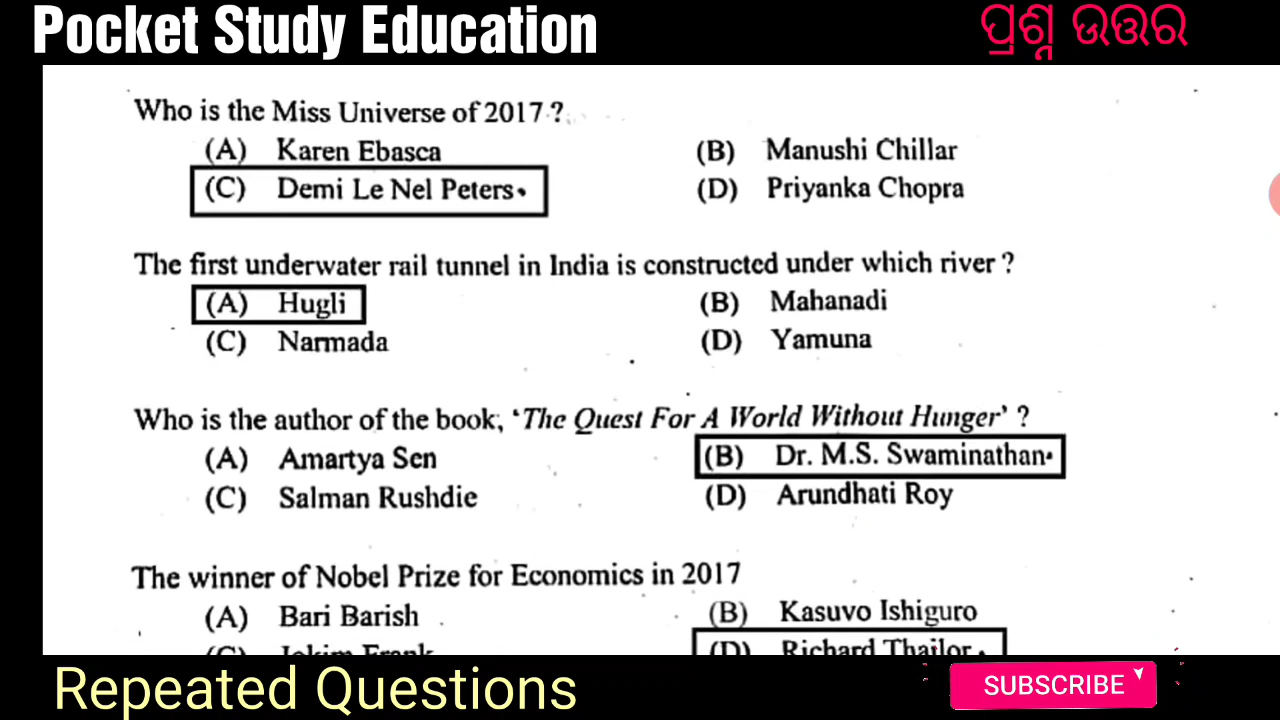 Pocket Study Education
ପ୍ରଶ୍ନ ଉତ୍ତର
Who is the Miss Universe of 2017 ?
(A) Karen Ebasca (B) Manushi Chillar
(C) Demi Le Nel Peters (D) Priyanka Chopra
The first underwater rail tunnel in India is constructed under which river ?
(A) Hugli (B) Mahanadi
(C) Narmada (D) Yamuna
Who is the author of the book, ‘The Quest For A World Without Hunger’ ?
(A) Amartya Sen (B) Dr. M.S. Swaminathan
(C) Salman Rushdie (D) Arundhati Roy
The winner of Nobel Prize for Economics in 2017
(A) Bari Barish (B) Kasuvo Ishiguro
(C) Jokim Frank (D) Richard Thailor
Repeated Questions
SUBSCRIBE